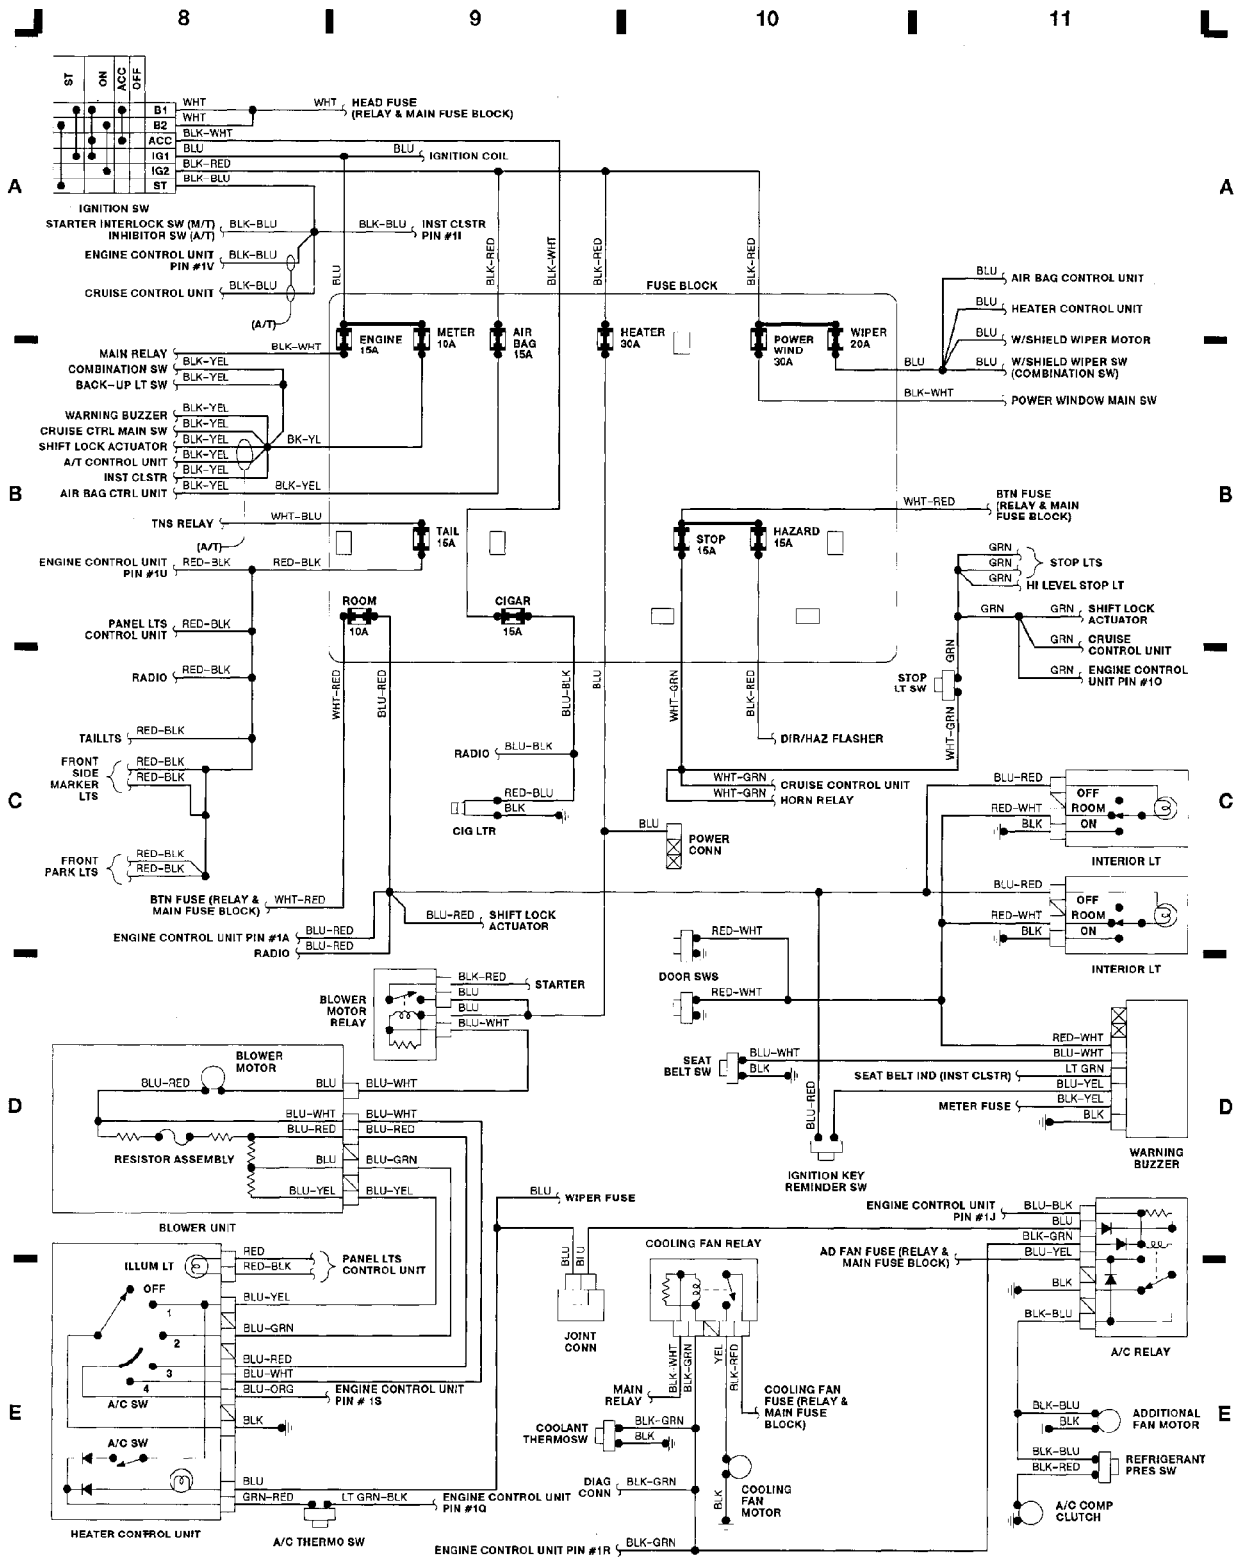 8 9 10 11
ST ON ACC OFF
B1 WHT
B2 WHT
ACC BLK-WHT
IG1 BLU
IG2 BLK-RED
ST BLK-BLU
WHT HEAD FUSE
(RELAY & MAIN FUSE BLOCK)
BLU IGNITION COIL
A A
IGNITION SW
STARTER INTERLOCK SW (M/T) BLK-BLU
INHIBITOR SW (A/T)
BLK-BLU INST CLSTR
PIN #1I
ENGINE CONTROL UNIT BLK-BLU
PIN #1V
CRUISE CONTROL UNIT BLK-BLU
(A/T)
BLU
BLK-RED
BLK-WHT
BLK-RED
BLK-RED
FUSE BLOCK
BLU AIR BAG CONTROL UNIT
BLU HEATER CONTROL UNIT
BLU W/SHIELD WIPER MOTOR
BLU BLU W/SHIELD WIPER SW
(COMBINATION SW)
BLK-WHT POWER WINDOW MAIN SW
ENGINE
15A
METER
10A
AIR
BAG
15A
HEATER
30A
POWER
WIND
30A
WIPER
20A
MAIN RELAY BLK-WHT
COMBINATION SW BLK-YEL
BACK-UP LT SW BLK-YEL
WARNING BUZZER BLK-YEL
CRUISE CTRL MAIN SW BLK-YEL
SHIFT LOCK ACTUATOR BLK-YEL BK-YL
A/T CONTROL UNIT BLK-YEL
INST CLSTR BLK-YEL
AIR BAG CTRL UNIT BLK-YEL BLK-YEL
B B
TNS RELAY WHT-BLU
(A/T)
TAIL
15A
STOP
15A
HAZARD
15A
WHT-RED BTN FUSE
(RELAY & MAIN
FUSE BLOCK)
ENGINE CONTROL UNIT RED-BLK RED-BLK
PIN #1U
GRN
GRN STOP LTS
GRN HI LEVEL STOP LT
ROOM
10A
CIGAR
15A
GRN GRN SHIFT LOCK
ACTUATOR
GRN CRUISE
CONTROL UNIT
GRN ENGINE CONTROL
UNIT PIN #1O
PANEL LTS RED-BLK
CONTROL UNIT
RADIO RED-BLK
WHT-RED
BLU-RED
BLU-BLK
BLU
WHT-GRN
BLK-RED
GRN
STOP
LT SW
WHT-GRN
TAILLTS RED-BLK
FRONT
SIDE
MARKER
LTS
RED-BLK
RED-BLK
RADIO BLU-BLK
DIR/HAZ FLASHER
WHT-GRN CRUISE CONTROL UNIT
WHT-GRN HORN RELAY
C C
RED-BLU
BLK
CIG LTR
BLU POWER
CONN
BLU-RED
RED-WHT
BLK
OFF
ROOM
ON
INTERIOR LT
FRONT
PARK LTS
RED-BLK
RED-BLK
BTN FUSE (RELAY & WHT-RED
MAIN FUSE BLOCK)
BLU-RED SHIFT LOCK
ACTUATOR
BLU-RED
RED-WHT
BLK
OFF
ROOM
ON
INTERIOR LT
ENGINE CONTROL UNIT PIN #1A BLU-RED
RADIO BLU-RED
RED-WHT
DOOR SWS
RED-WHT
BLOWER
MOTOR
RELAY
BLK-RED STARTER
BLU
BLU
BLU-WHT
RED-WHT
BLU-WHT
LT GRN
BLU-YEL
BLK-YEL
BLK
WARNING
BUZZER
SEAT
BELT SW
BLU-WHT
BLK
SEAT BELT IND (INST CLSTR)
METER FUSE
BLU-RED
IGNITION KEY
REMINDER SW
D D
BLOWER
MOTOR
BLU-RED BLU BLU-WHT
BLU-WHT BLU-WHT
BLU-RED BLU-RED
RESISTOR ASSEMBLY
BLU BLU-GRN
BLU-YEL BLU-YEL
BLOWER UNIT
BLU WIPER FUSE
BLU
BLU
JOINT
CONN
COOLING FAN RELAY
ENGINE CONTROL UNIT
PIN #1J
BLU-BLK
BLU
BLK-GRN
BLU-YEL
AD FAN FUSE (RELAY &
MAIN FUSE BLOCK)
BLK
BLK-BLU
A/C RELAY
ILLUM LT
RED
RED-BLK
PANEL LTS
CONTROL UNIT
OFF
1
2
3
4
BLU-YEL
BLU-GRN
BLU-RED
BLU-WHT
BLU-ORG ENGINE CONTROL UNIT
PIN # 1S
A/C SW
BLK
E E
BLK-WHT
BLK-GRN
YEL
BLK-RED
MAIN
RELAY
COOLING FAN
FUSE (RELAY &
MAIN FUSE
BLOCK)
COOLANT
THERMOSW
BLK-GRN
BLK
BLK-BLU
BLK
ADDITIONAL
FAN MOTOR
BLK-BLU
BLK-RED
REFRIGERANT
PRES SW
A/C COMP
CLUTCH
A/C SW
BLU
GRN-RED LT GRN-BLK ENGINE CONTROL UNIT
PIN #1Q
DIAG
CONN
BLK-GRN
BLK
COOLING
FAN
MOTOR
HEATER CONTROL UNIT
A/C THERMO SW
ENGINE CONTROL UNIT PIN #1R BLK-GRN